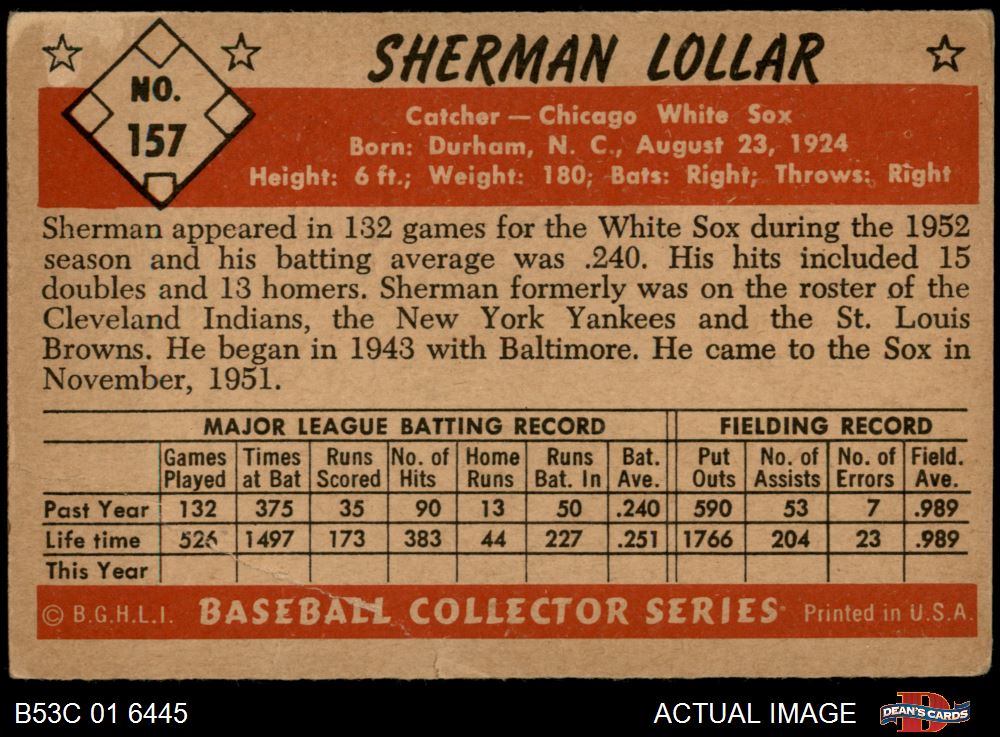 NO.
157
SHERMAN LOLLAR
Catcher — Chicago White Sox
Born: Durham, N. C., August 23, 1924
Height: 6 ft.; Weight: 180; Bats: Right; Throws: Right
Sherman appeared in 132 games for the White Sox during the 1952
season and his batting average was .240. His hits included 15
doubles and 13 homers. Sherman formerly was on the roster of the
Cleveland Indians, the New York Yankees and the St. Louis
Browns. He began in 1943 with Baltimore. He came to the Sox in
November, 1951.
MAJOR LEAGUE BATTING RECORD FIELDING RECORD
Games Times Runs No. of Home Runs Bat. Put No. of No. of Field.
Played at Bat Scored Hits Runs Bat. In Ave. Outs Assists Errors Ave.
Past Year 132 375 35 90 13 50 .240 590 53 7 .989
Life time 526 1497 173 383 44 227 .251 1766 204 23 .989
This Year
© B.G.H.L.I. BASEBALL COLLECTOR SERIES Printed in U.S.A.
B53C 01 6445 ACTUAL IMAGE DEAN'S CARDS